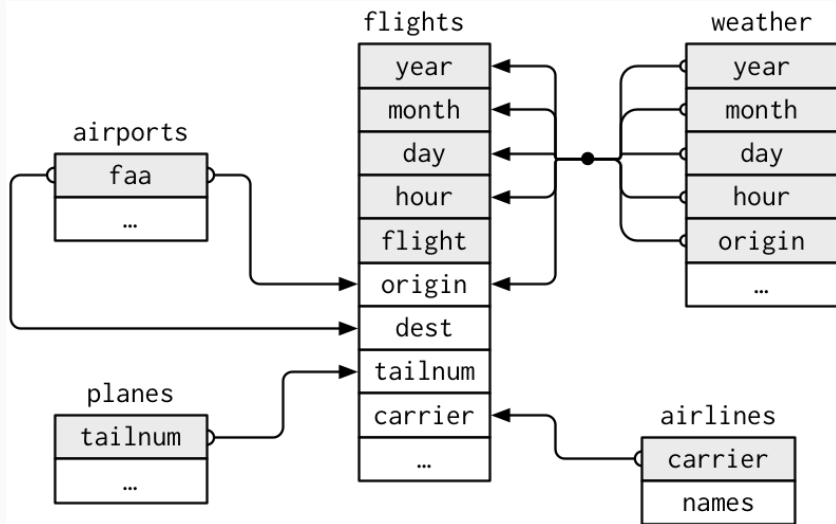 flights
year
month
day
hour
flight
origin
dest
tailnum
carrier
…
weather
year
month
day
hour
origin
…
airports
faa
…
planes
tailnum
…
airlines
carrier
names